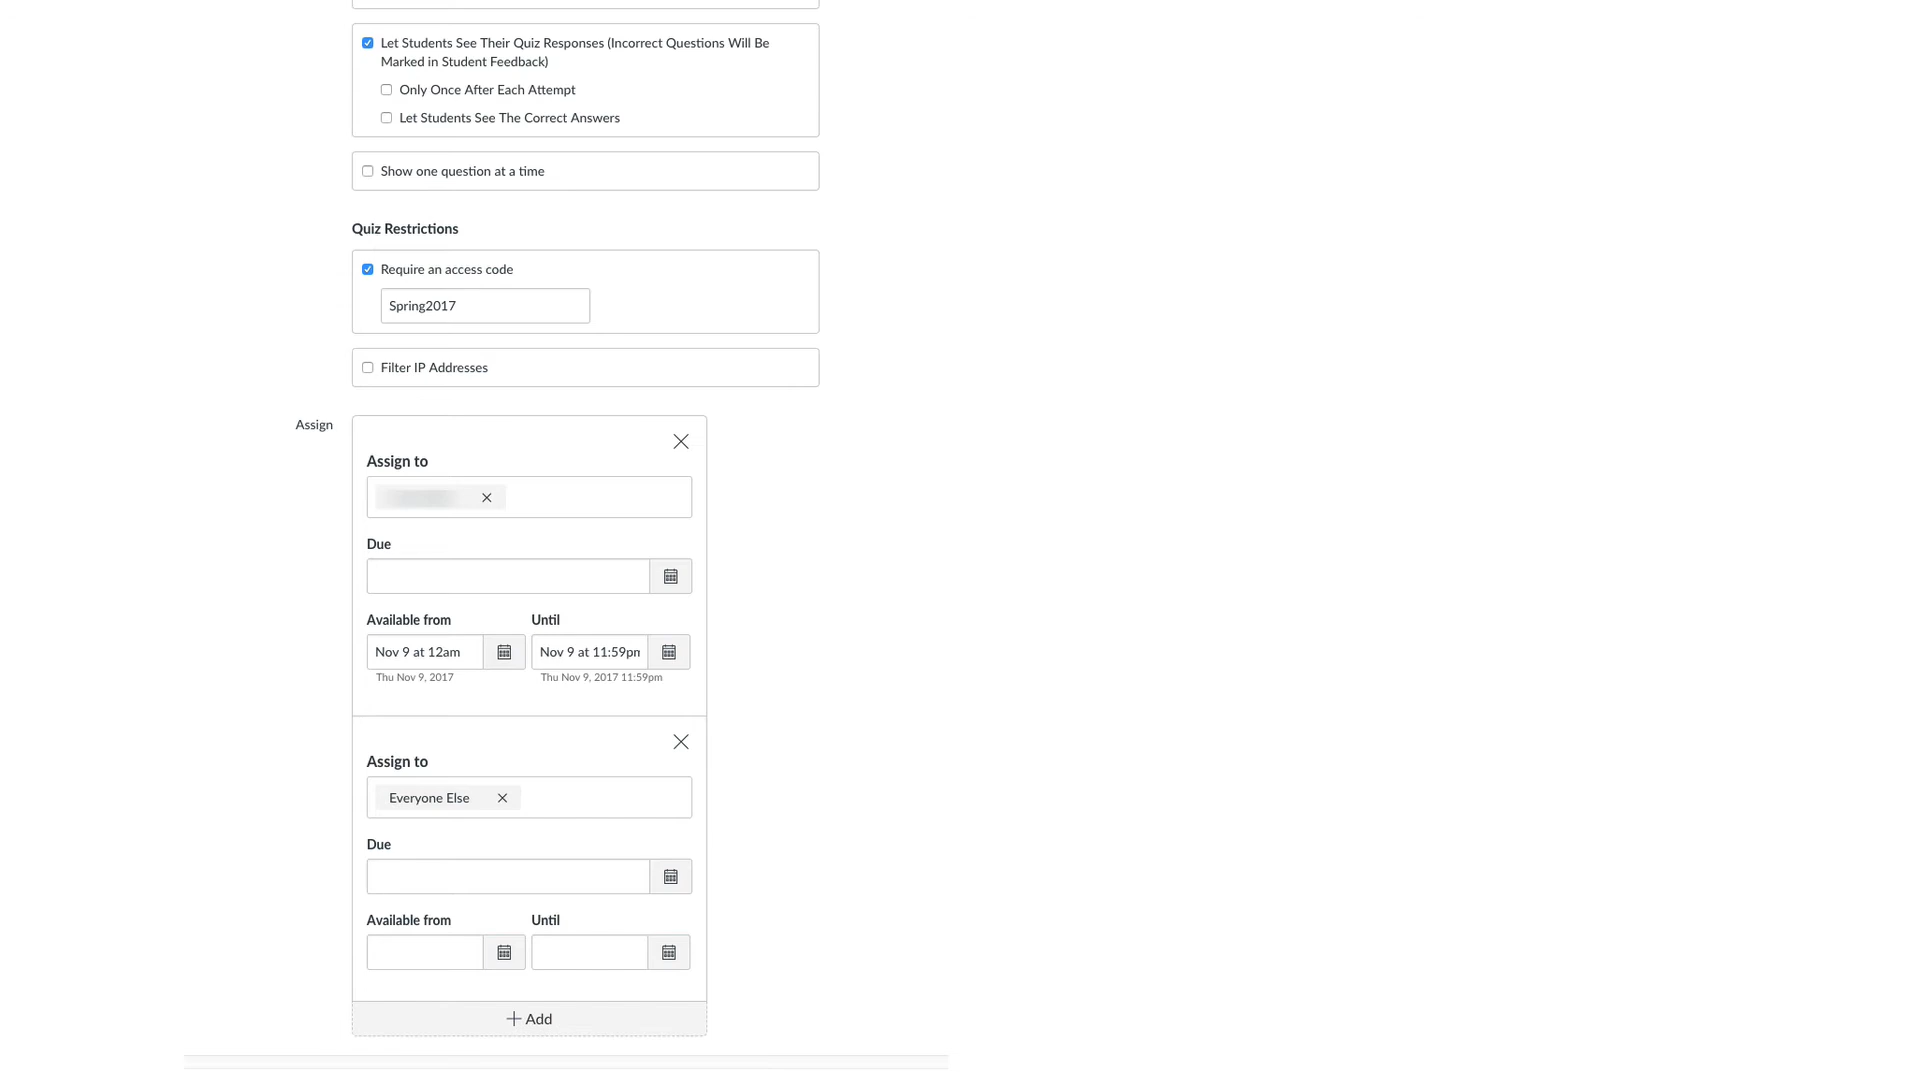 Let Students See Their Quiz Responses (Incorrect Questions Will Be
Marked in Student Feedback)
Only Once After Each Attempt
Let Students See The Correct Answers
Show one question at a time
Quiz Restrictions
Require an access code
Spring2017
Filter IP Addresses
Assign
Assign to
Due
Available from Until
Nov 9 at 12am Nov 9 at 11:59pm
Thu Nov 9, 2017 Thu Nov 9, 2017 11:59pm
Assign to
Everyone Else
Due
Available from Until
Add